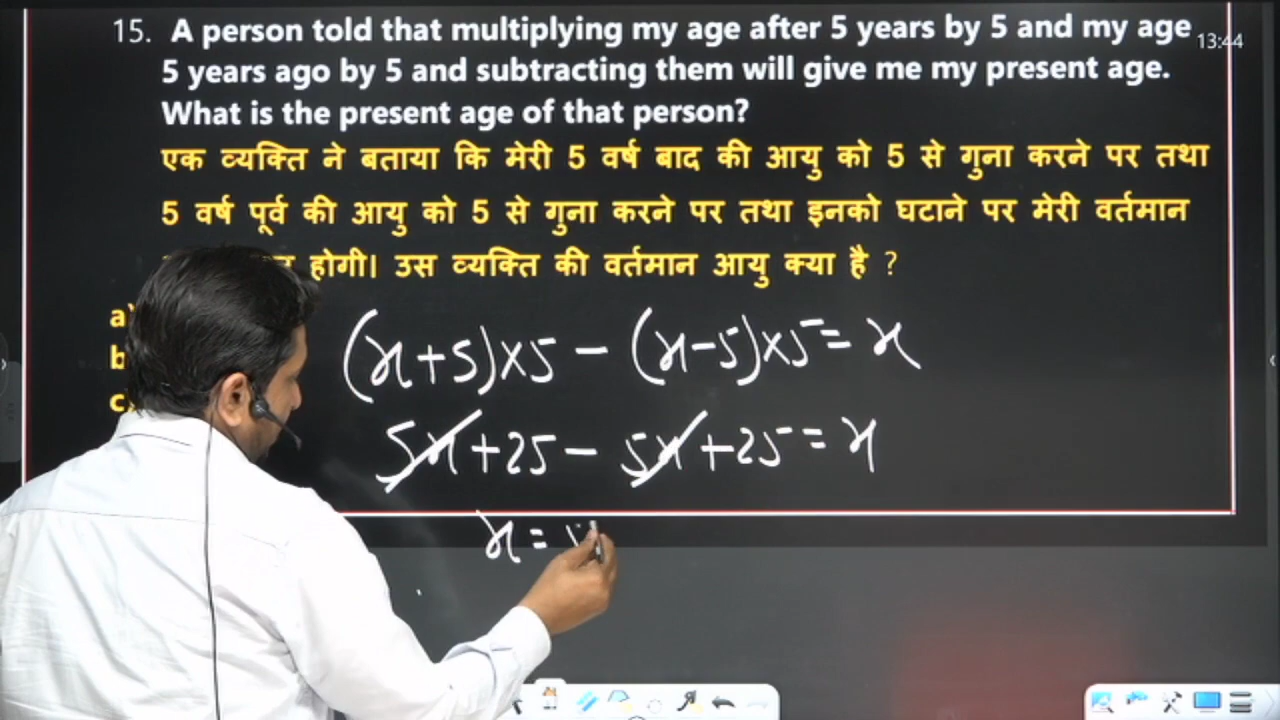 15. A person told that multiplying my age after 5 years by 5 and my age
13:44
5 years ago by 5 and subtracting them will give me my present age.
What is the present age of that person?
एक व्यक्ति ने बताया कि मेरी 5 वर्ष बाद की आयु को 5 से गुना करने पर तथा
5 वर्ष पूर्व की आयु को 5 से गुना करने पर तथा इनको घटाने पर मेरी वर्तमान
होगी। उस व्यक्ति की वर्तमान आयु क्या है ?
a)
(x+5)×5 - (x-5)×5 = x
b
c
5x+25 - 5x+25 = x
x =